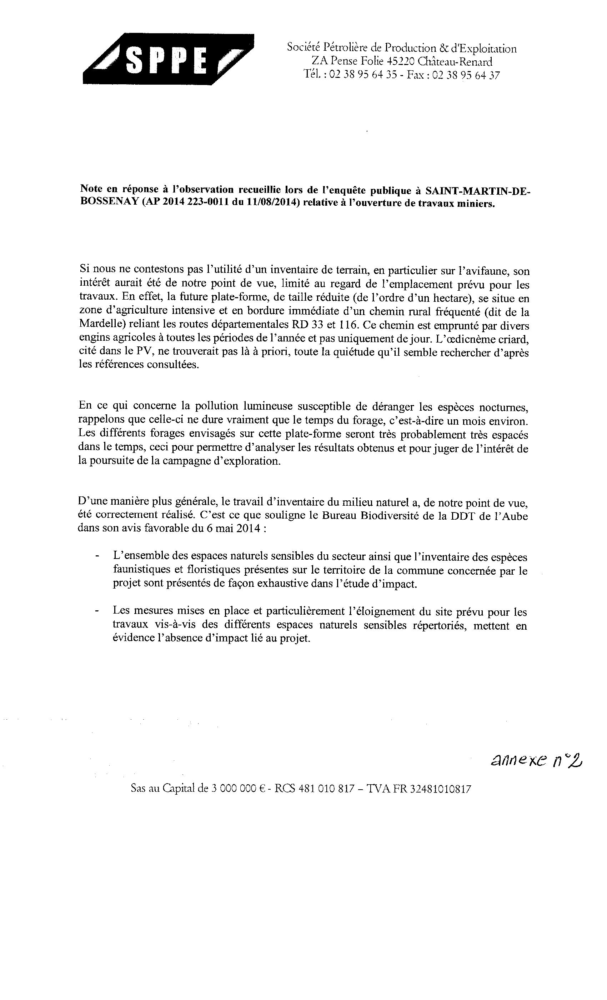 SPPE
Société Pétrolière de Production & d'Exploitation
ZA Pense Folie 45220 Château-Renard
Tél. : 02 38 95 64 35 - Fax : 02 38 95 64 37
Note en réponse à l'observation recueillie lors de l'enquête publique à SAINT-MARTIN-DE-
BOSSENAY (AP 2014 223-0011 du 11/08/2014) relative à l'ouverture de travaux miniers.
Si nous ne contestons pas l'utilité d'un inventaire de terrain, en particulier sur l'avifaune, son
intérêt aurait été de notre point de vue, limité au regard de l'emplacement prévu pour les
travaux. En effet, la future plate-forme, de taille réduite (de l'ordre d'un hectare), se situe en
zone d'agriculture intensive et en bordure immédiate d'un chemin rural fréquenté (dit de la
Mardelle) reliant les routes départementales RD 33 et 116. Ce chemin est emprunté par divers
engins agricoles à toutes les périodes de l'année et pas uniquement de jour. L'œdicnème criard,
cité dans le PV, ne trouverait pas là à priori, toute la quiétude qu'il semble rechercher d'après
les références consultées.
En ce qui concerne la pollution lumineuse susceptible de déranger les espèces nocturnes,
rappelons que celle-ci ne dure vraiment que le temps du forage, c'est-à-dire un mois environ.
Les différents forages envisagés sur cette plate-forme seront très probablement très espacés
dans le temps, ceci pour permettre d'analyser les résultats obtenus et pour juger de l'intérêt de
la poursuite de la campagne d'exploration.
D'une manière plus générale, le travail d'inventaire du milieu naturel a, de notre point de vue,
été correctement réalisé. C'est ce que souligne le Bureau Biodiversité de la DDT de l'Aube
dans son avis favorable du 6 mai 2014 :
- L'ensemble des espaces naturels sensibles du secteur ainsi que l'inventaire des espèces
faunistiques et floristiques présentes sur le territoire de la commune concernée par le
projet sont présentés de façon exhaustive dans l'étude d'impact.
- Les mesures mises en place et particulièrement l'éloignement du site prévu pour les
travaux vis-à-vis des différents espaces naturels sensibles répertoriés, mettent en
évidence l'absence d'impact lié au projet.
annexe n°2
Sas au Capital de 3 000 000 € - RCS 481 010 817 – TVA FR 32481010817